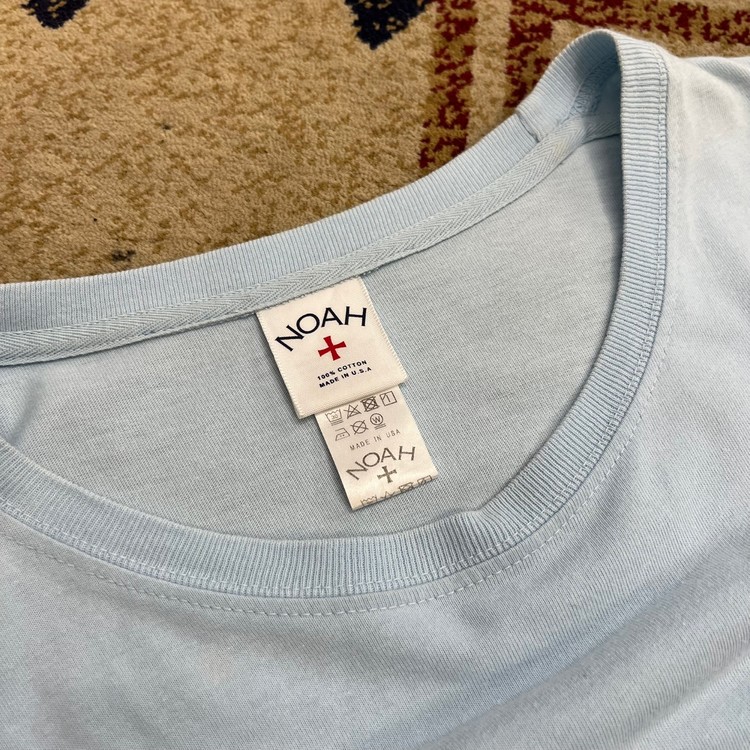 NOAH
100% COTTON
MADE IN U.S.A
MADE IN USA
NOAH